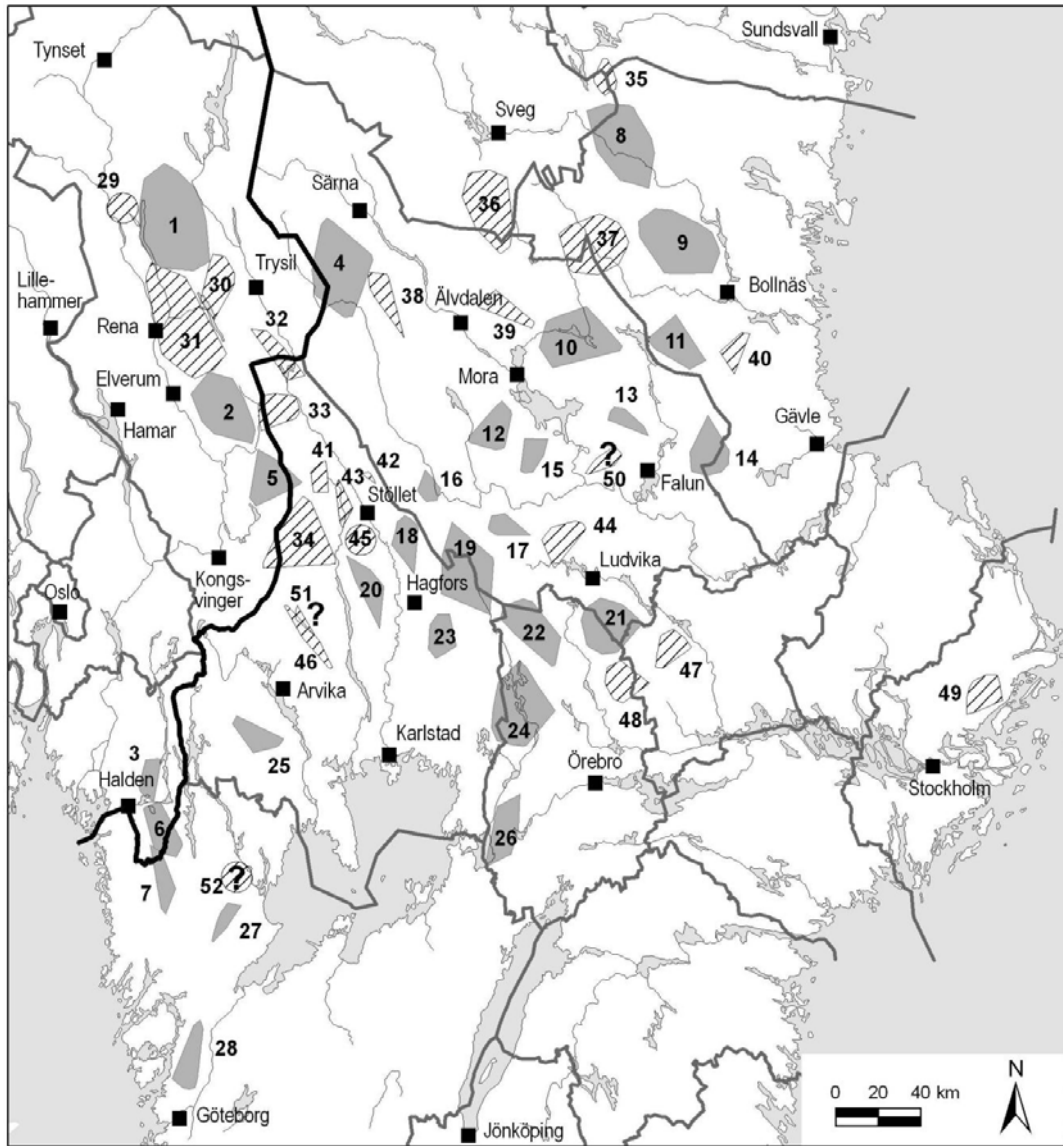 Sundsvall
Tynset
35
Sveg
8
29
Särna
36
1
37
9
4
Trysil
30
Lille-
hammer
38
Bollnäs
Älvdalen
32
39
Rena
31
10
11
40
Mora
Elverum
13
2
33
Hamar
12
Gävle
41
?
14
42
15
5
43
16
50
Falun
Stöllet
34
45
18
17
44
19
Ludvika
Kongs-
vinger
20
Hagfors
Oslo
51
?
21
23
22
47
46
Arvika
49
48
24
Karlstad
3
25
Örebro
Halden
Stockholm
6
26
7
52
?
27
28
N
0 20 40 km
Göteborg
Jönköping